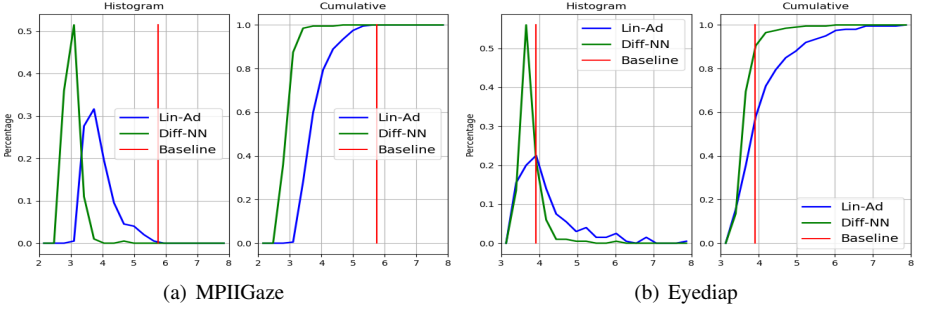 Histogram
Percentage
0.5
0.4
0.3
0.2
0.1
0.0
2 3 4 5 6 7 8
Lin-Ad
Diff-NN
Baseline
Cumulative
1.0
0.8
0.6
0.4
0.2
0.0
2 3 4 5 6 7 8
Lin-Ad
Diff-NN
Baseline
(a) MPIIGaze
Histogram
Percentage
0.6
0.5
0.4
0.3
0.2
0.1
0.0
3 4 5 6 7 8
Lin-Ad
Diff-NN
Baseline
Cumulative
1.0
0.8
0.6
0.4
0.2
0.0
3 4 5 6 7 8
Lin-Ad
Diff-NN
Baseline
(b) Eyediap